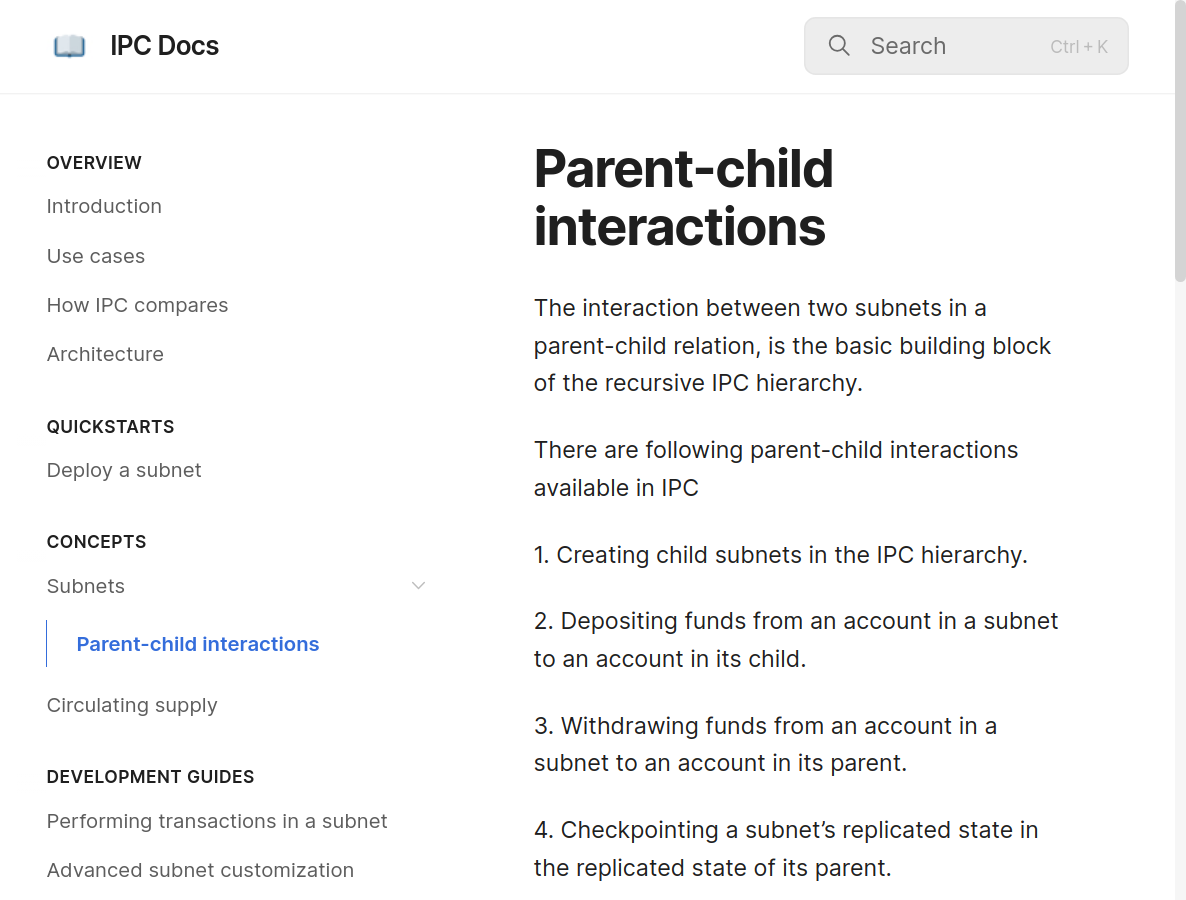 IPC Docs
Search
Ctrl + K
OVERVIEW
Introduction
Use cases
How IPC compares
Architecture
QUICKSTARTS
Deploy a subnet
CONCEPTS
Subnets
Parent-child interactions
Circulating supply
DEVELOPMENT GUIDES
Performing transactions in a subnet
Advanced subnet customization
Parent-child
interactions
The interaction between two subnets in a
parent-child relation, is the basic building block
of the recursive IPC hierarchy.
There are following parent-child interactions
available in IPC
1. Creating child subnets in the IPC hierarchy.
2. Depositing funds from an account in a subnet
to an account in its child.
3. Withdrawing funds from an account in a
subnet to an account in its parent.
4. Checkpointing a subnet’s replicated state in
the replicated state of its parent.